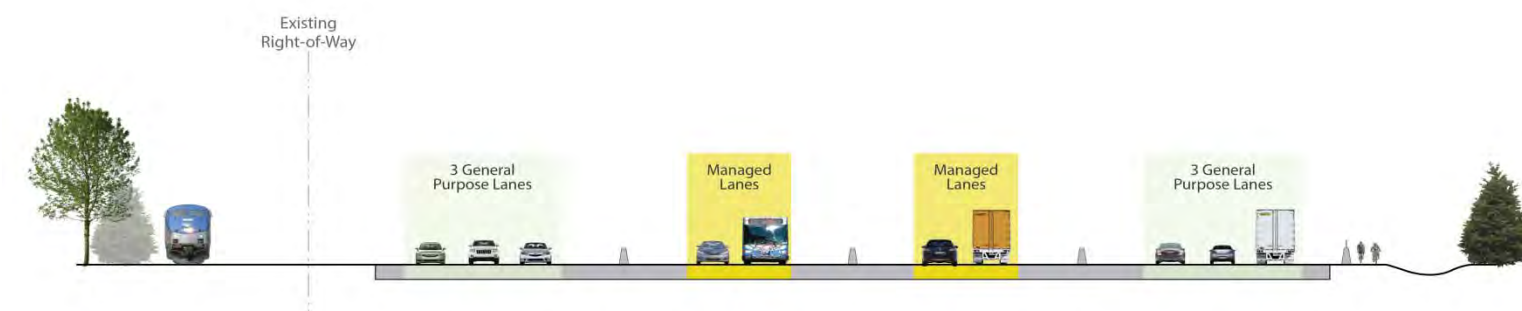 Existing
Right-of-Way
3 General
Purpose Lanes
Managed
Lanes
Managed
Lanes
3 General
Purpose Lanes